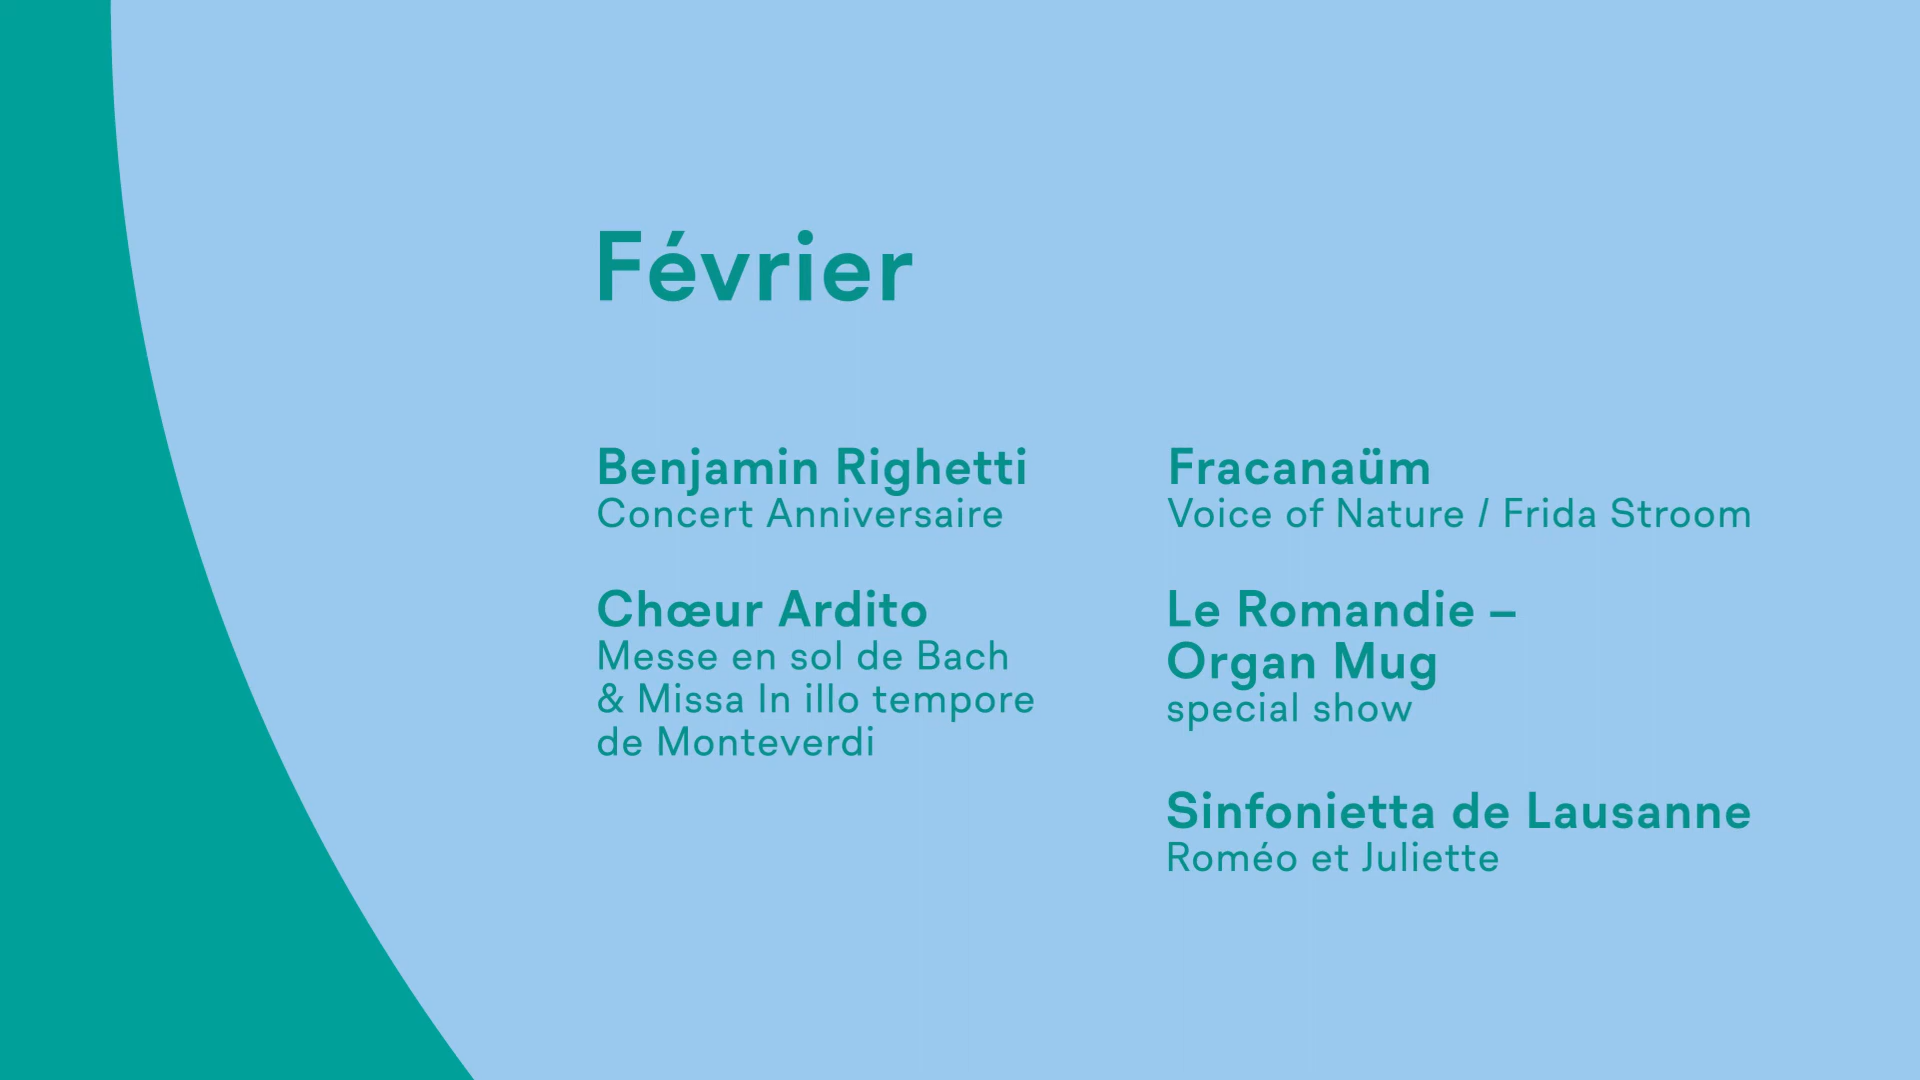 Février
Benjamin Righetti
Concert Anniversaire
Chœur Ardito
Messe en sol de Bach
& Missa In illo tempore
de Monteverdi
Fracanaüm
Voice of Nature / Frida Stroom
Le Romandie –
Organ Mug
special show
Sinfonietta de Lausanne
Roméo et Juliette